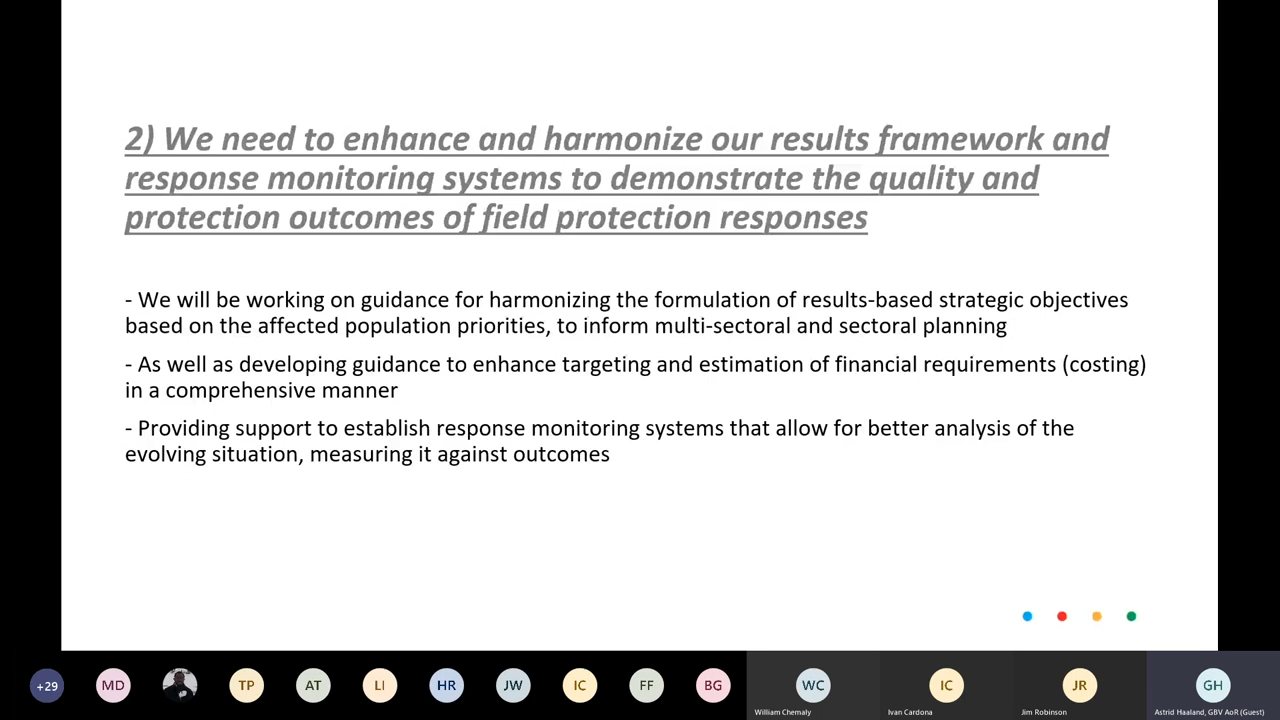 2) We need to enhance and harmonize our results framework and
response monitoring systems to demonstrate the quality and
protection outcomes of field protection responses
- We will be working on guidance for harmonizing the formulation of results-based strategic objectives
based on the affected population priorities, to inform multi-sectoral and sectoral planning
- As well as developing guidance to enhance targeting and estimation of financial requirements (costing)
in a comprehensive manner
- Providing support to establish response monitoring systems that allow for better analysis of the
evolving situation, measuring it against outcomes
+29 MD TP AT LI HR JW IC FF BG WC IC JR GH
William Chemaly Ivan Cardona Jim Robinson Astrid Haaland, GBV AoR (Guest)